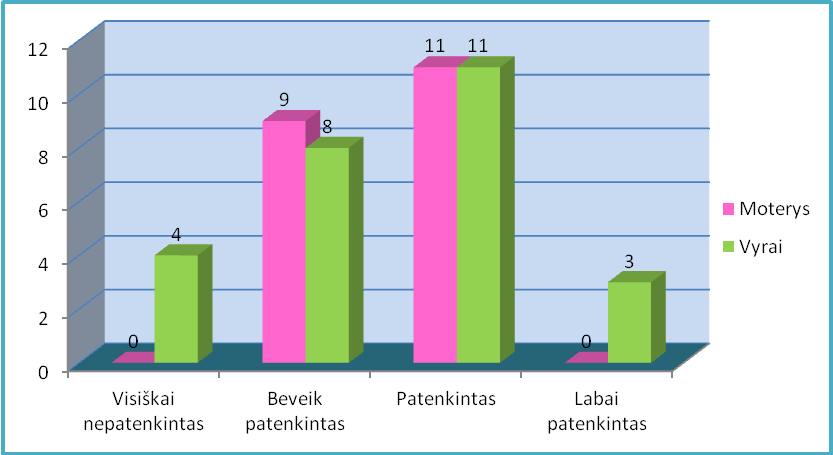 12
10
8
6
4
2
0
0
4
9
8
11
11
0
3
Visiškai
nepatenkintas
Beveik
patenkintas
Patenkintas
Labai
patenkintas
Moterys
Vyrai